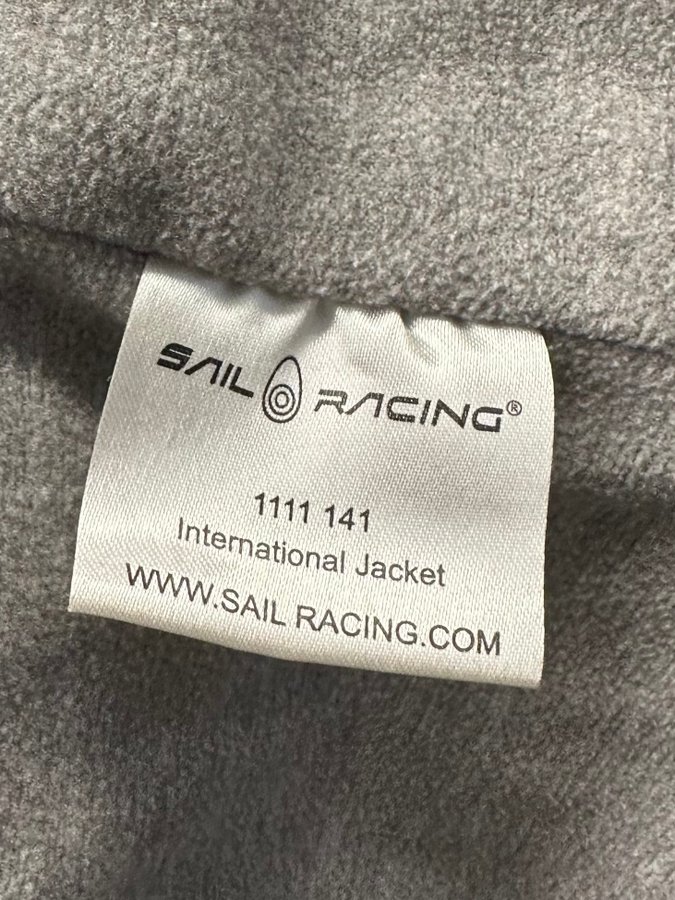 SAIL RACING®
1111 141
International Jacket
WWW.SAIL RACING.COM